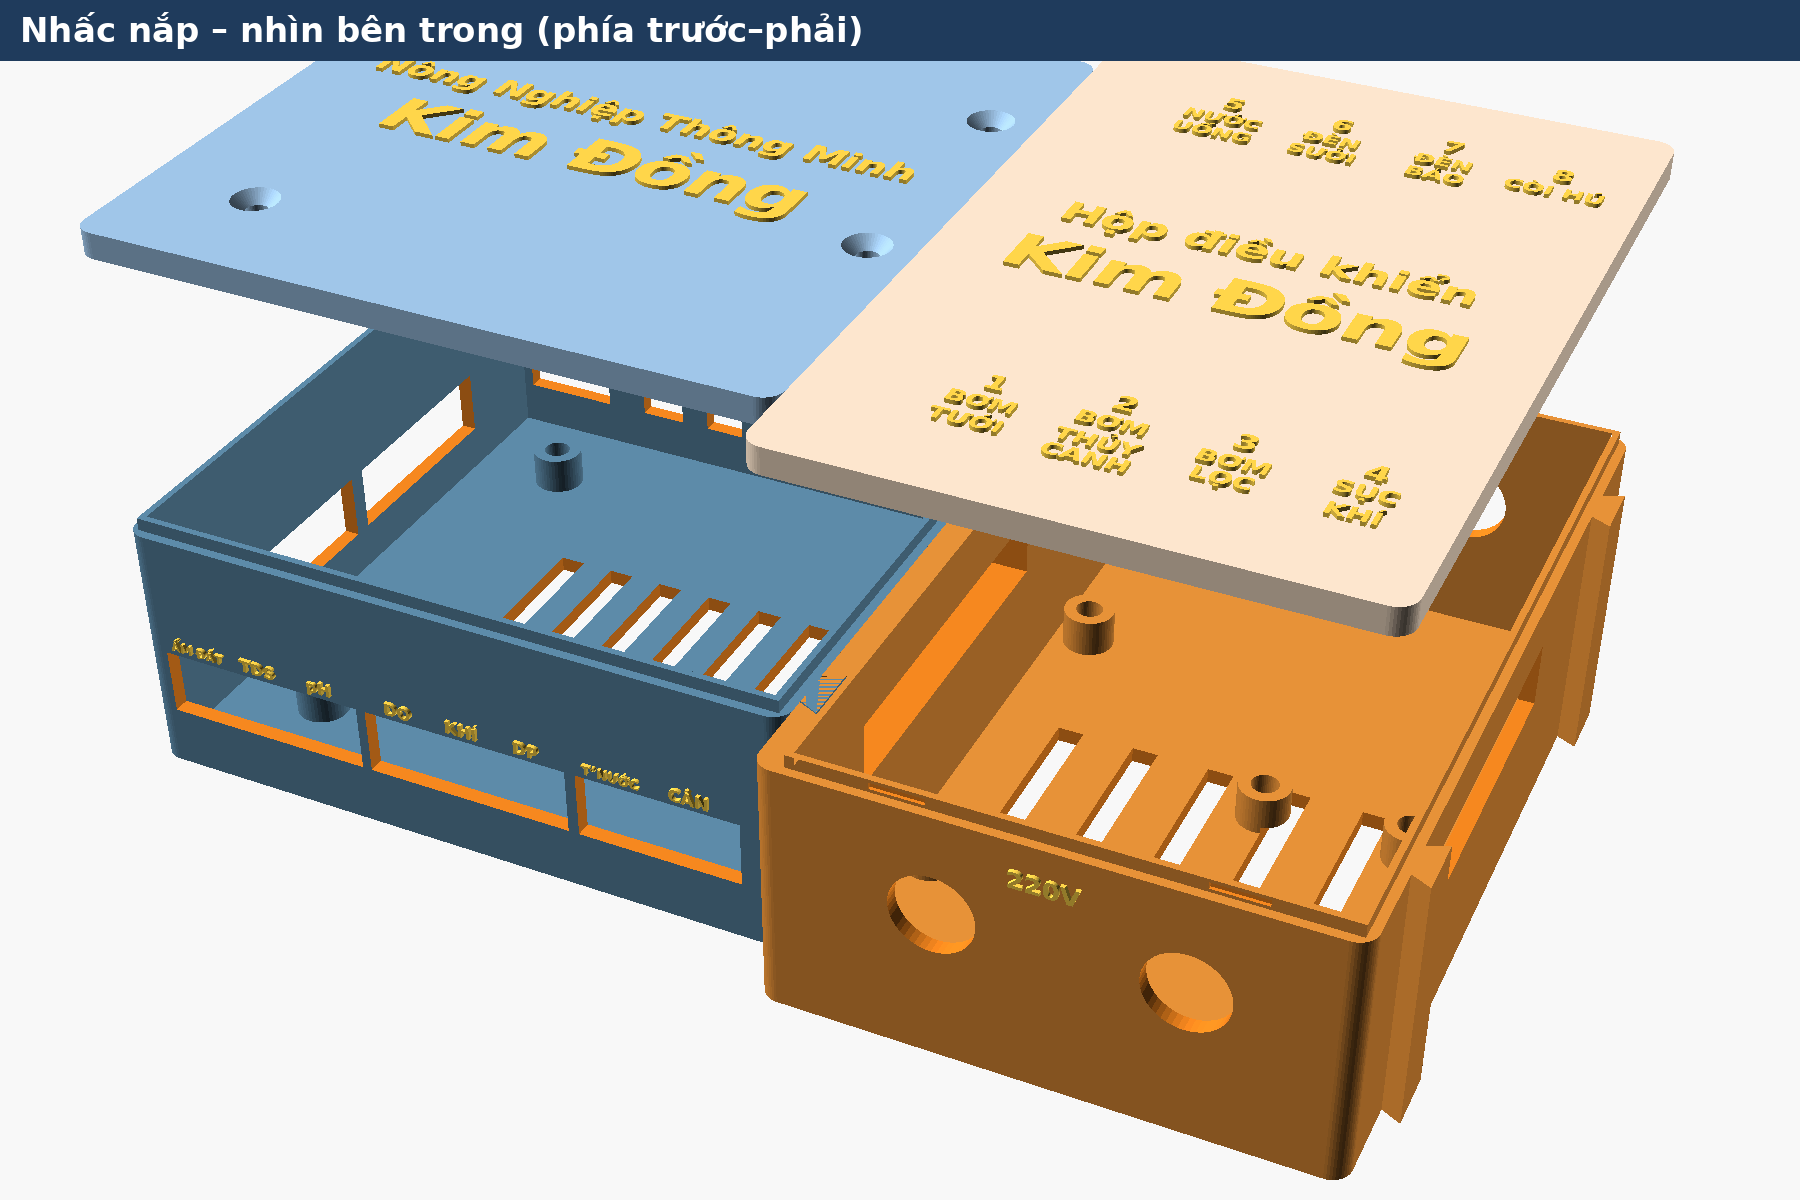 Nhấc nắp – nhìn bên trong (phía trước–phải)
Nông Nghiệp Thông Minh
Kim Đồng
5
NƯỚC
UỐNG
6
ĐÈN
SƯỞI
7
ĐÈN
BÁO
8
CÒI HÚ
Hộp điều khiển
Kim Đồng
1
BƠM
TƯỚI
2
BƠM
THỦY
CANH
3
BƠM
LỌC
4
SỤC
KHÍ
TDS
PH
DO
KHÍ
CÂN
220V